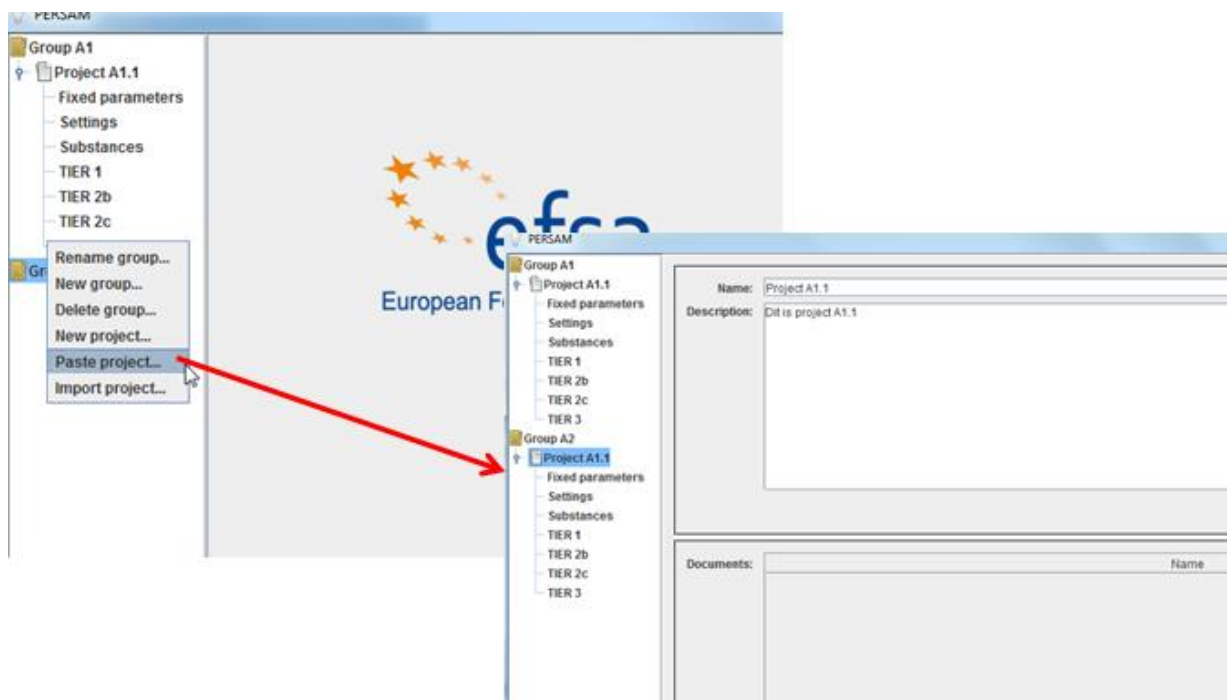 PERSAM
Group A1
Project A1.1
Fixed parameters
Settings
Substances
TIER 1
TIER 2b
TIER 2c
Gr
Rename group...
New group...
Delete group...
New project...
Paste project...
Import project...
efsa
European F
PERSAM
Group A1
Project A1.1
Fixed parameters
Settings
Substances
TIER 1
TIER 2b
TIER 2c
TIER 3
Group A2
Project A1.1
Fixed parameters
Settings
Substances
TIER 1
TIER 2b
TIER 2c
TIER 3
Name: Project A1.1
Description: Dit is project A1.1
Documents: Name